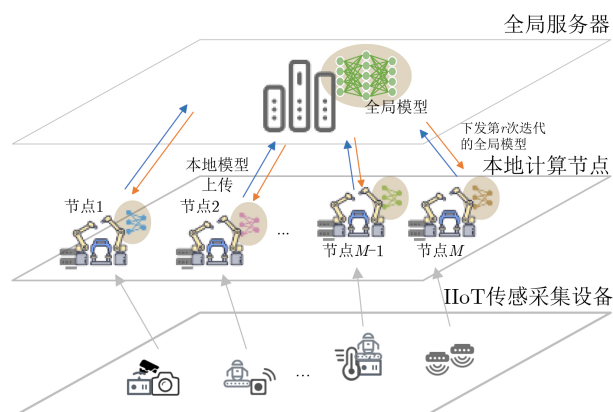 全局服务器
全局模型
下发第r次迭代
的全局模型
本地模型
上传
本地计算节点
节点1
节点2
...
节点M-1
节点M
IIoT传感采集设备
...